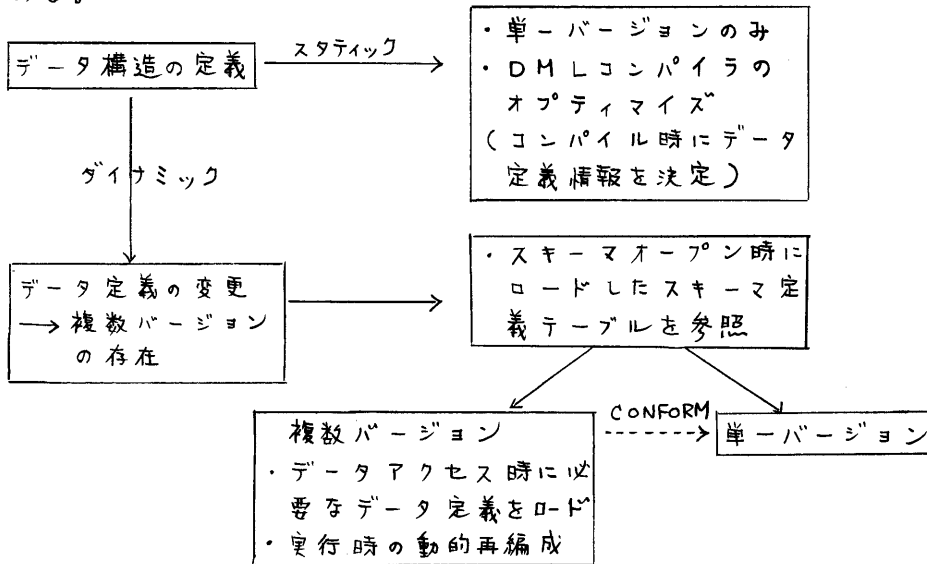 データ構造の定義
スタティック
・単一バージョンのみ
・DMLコンパイラの
オプティマイズ
(コンパイル時にデータ
定義情報を決定)
ダイナミック
データ定義の変更
→複数バージョン
の存在
・スキーマオープン時に
ロードしたスキーマ定
義テーブルを参照
複数バージョン
・データアクセス時に必
要なデータ定義をロード
・実行時の動的再編成
CONFORM
単一バージョン